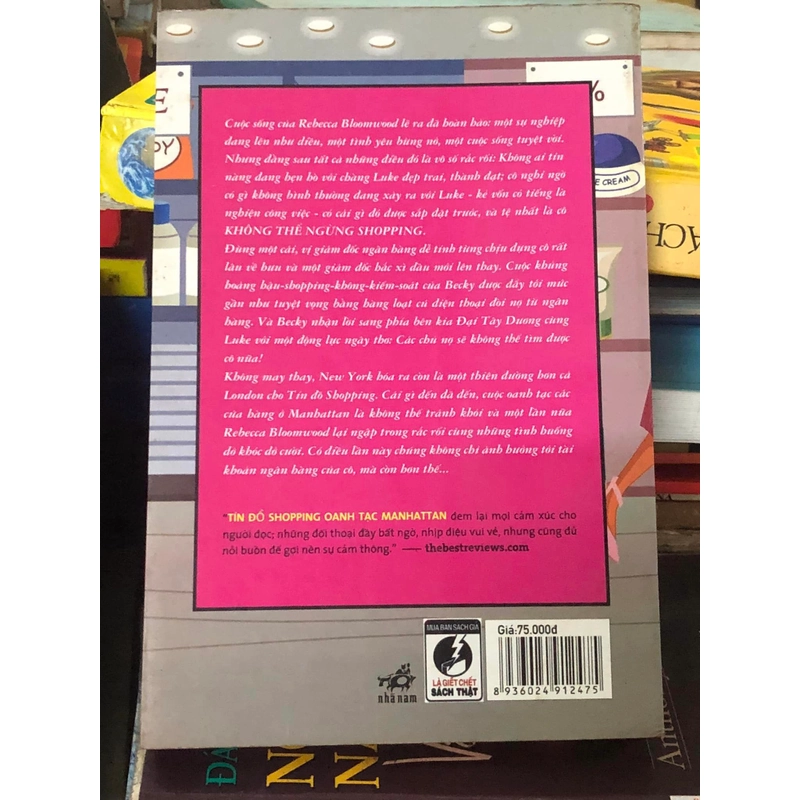 E
%
DY
E CREAM
ACH
Cuộc sống của Rebecca Bloomwood lẽ ra đã hoàn hảo: một sự nghiệp
đang lên như diều, một tình yêu bừng nở, một cuộc sống tuyệt vời.
Nhưng đằng sau tất cả những điều đó là vô số rắc rối: Không ai tin
nàng đang hẹn hò với chàng Luke đẹp trai, thành đạt; cô nghi ngờ
có gì không bình thường đang xảy ra với Luke - kẻ vốn có tiếng là
nghiện công việc - có cái gì đó được sắp đặt trước, và tệ nhất là cô
KHÔNG THỂ NGỪNG SHOPPING.
Đùng một cái, vị giám đốc ngân hàng dễ tính từng chịu đựng cô rất
lâu về hưu và một giám đốc hắc xì dầu mới lên thay. Cuộc khủng
hoảng hậu-shopping-không-kiểm-soát của Becky được đẩy tới mức
gần như tuyệt vọng bằng hàng loạt cú điện thoại đòi nợ từ ngân
hàng. Và Becky nhận lời sang phía bên kia Đại Tây Dương cùng
Luke với một động lực ngây thơ: Các chủ nợ sẽ không thể tìm được
cô nữa!
Không may thay, New York hóa ra còn là một thiên đường hơn cả
London cho Tín đồ Shopping. Cái gì đến đã đến, cuộc oanh tạc các
cửa hàng ở Manhattan là không thể tránh khỏi và một lần nữa
Rebecca Bloomwood lại ngập trong rắc rối cùng những tình huống
dở khóc dở cười. Có điều lần này chúng không chỉ ảnh hưởng tới tài
khoản ngân hàng của cô, mà còn hơn thế...
"TÍN ĐỒ SHOPPING OANH TẠC MANHATTAN đem lại mọi cảm xúc cho
người đọc; những đối thoại đầy bất ngờ, nhịp điệu vui vẻ, nhưng cũng đủ
nỗi buồn để gợi nên sự cảm thông." — thebestreviews.com
nhã nam
MUA BÁN SÁCH GIẢ
LÀ GIẾT CHẾT
SÁCH THẬT
Giá:75.000đ
8 936024 912475